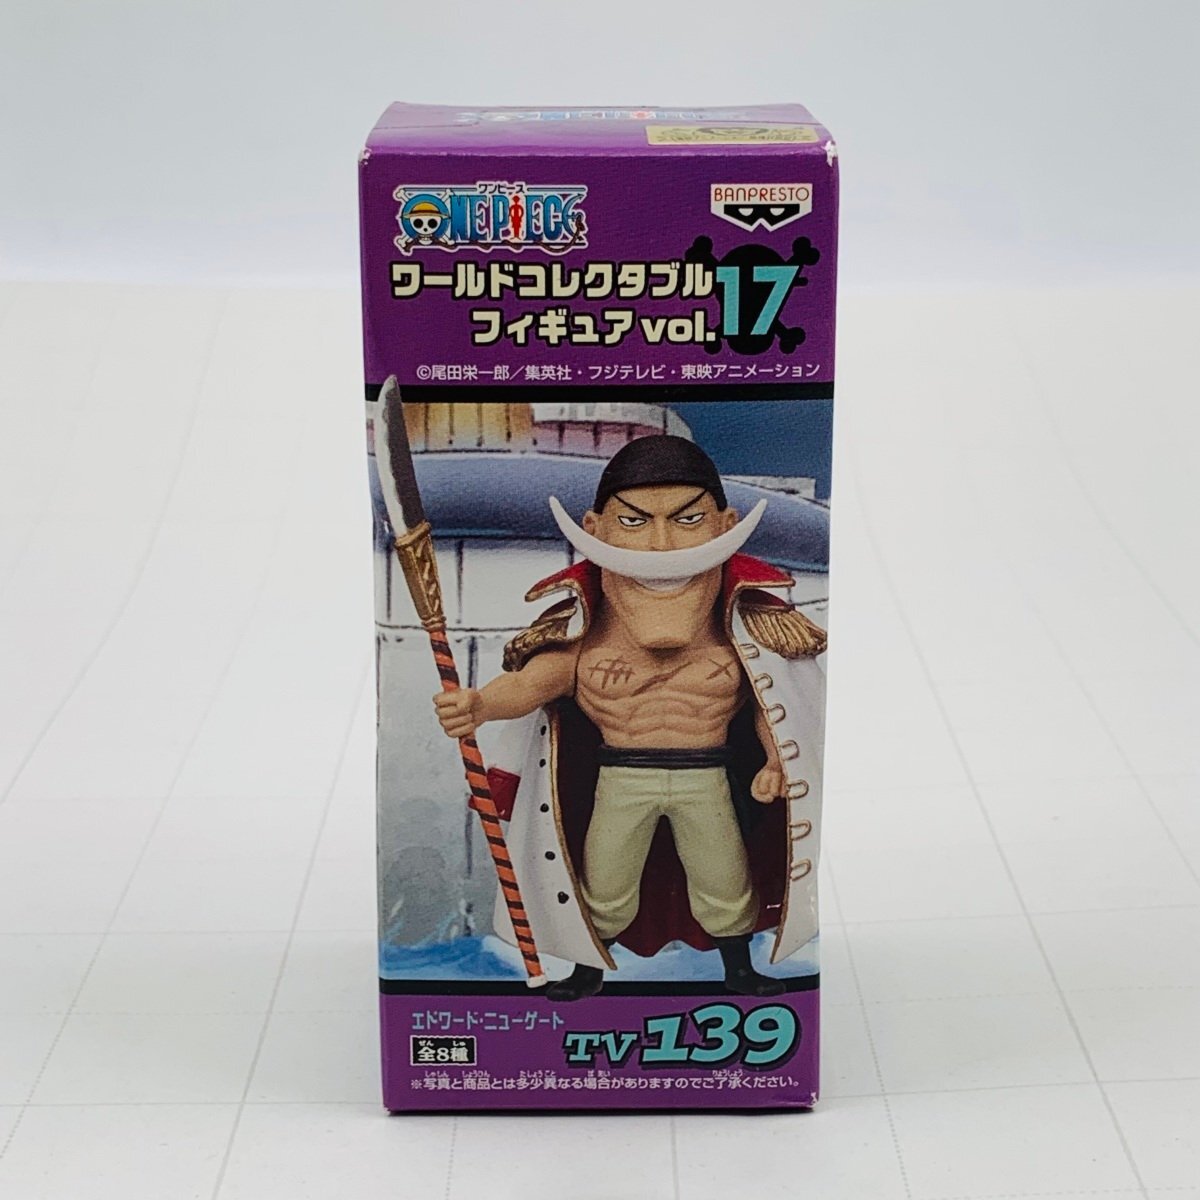 ワンピース
ONE PIECE
BANPRESTO
ワールドコレクタブル
フィギュア vol.17
©尾田栄一郎／集英社・フジテレビ・東映アニメーション
エドワード・ニューゲート
全8種
TV139
※写真と商品とは多少異なる場合がありますのでご了承ください。